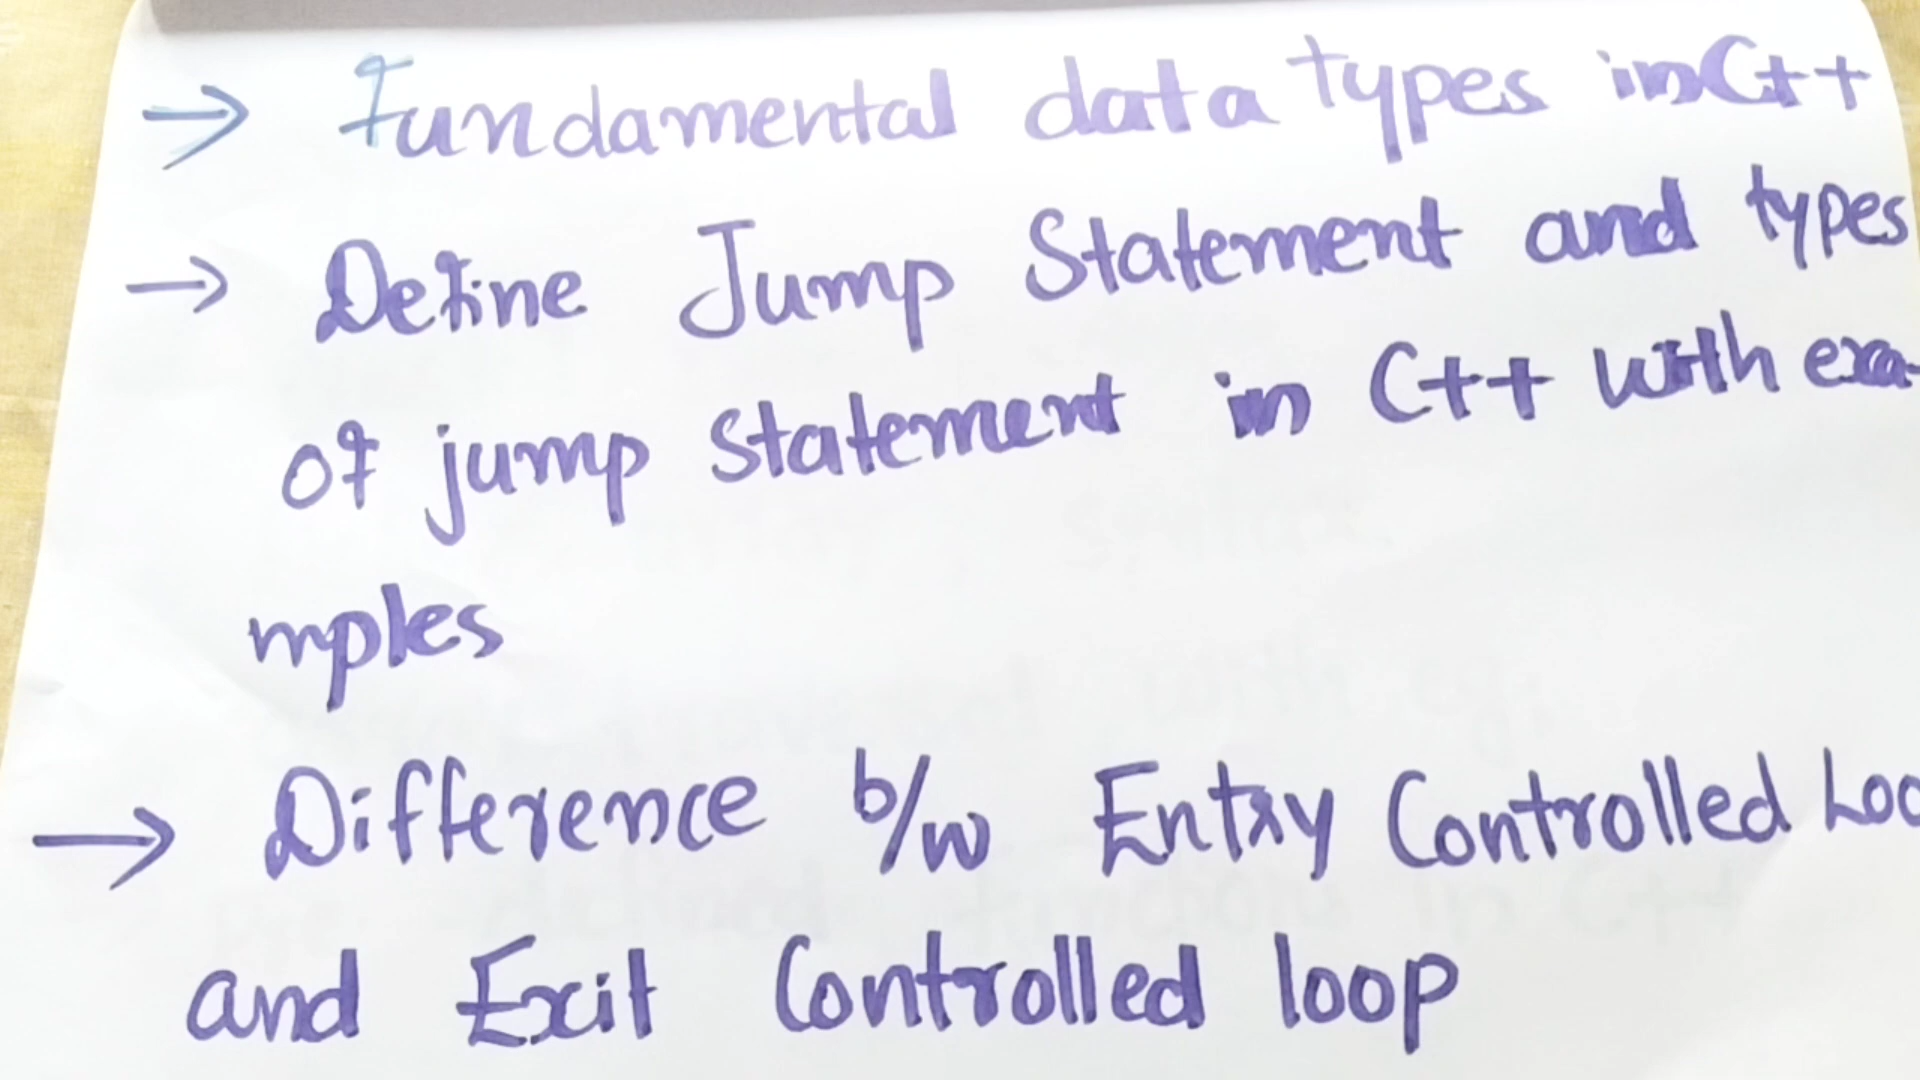 → Fundamental data types in C++
→ Define Jump Statement and types
of jump statement in C++ with exa-
mples
→ Difference b/w Entry Controlled Loo
and Exit Controlled loop